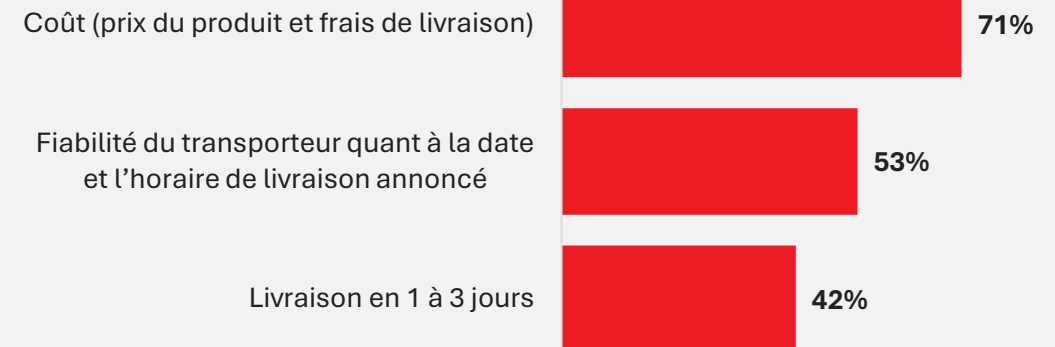 Coût (prix du produit et frais de livraison)
71%
Fiabilité du transporteur quant à la date
et l’horaire de livraison annoncé
53%
Livraison en 1 à 3 jours
42%